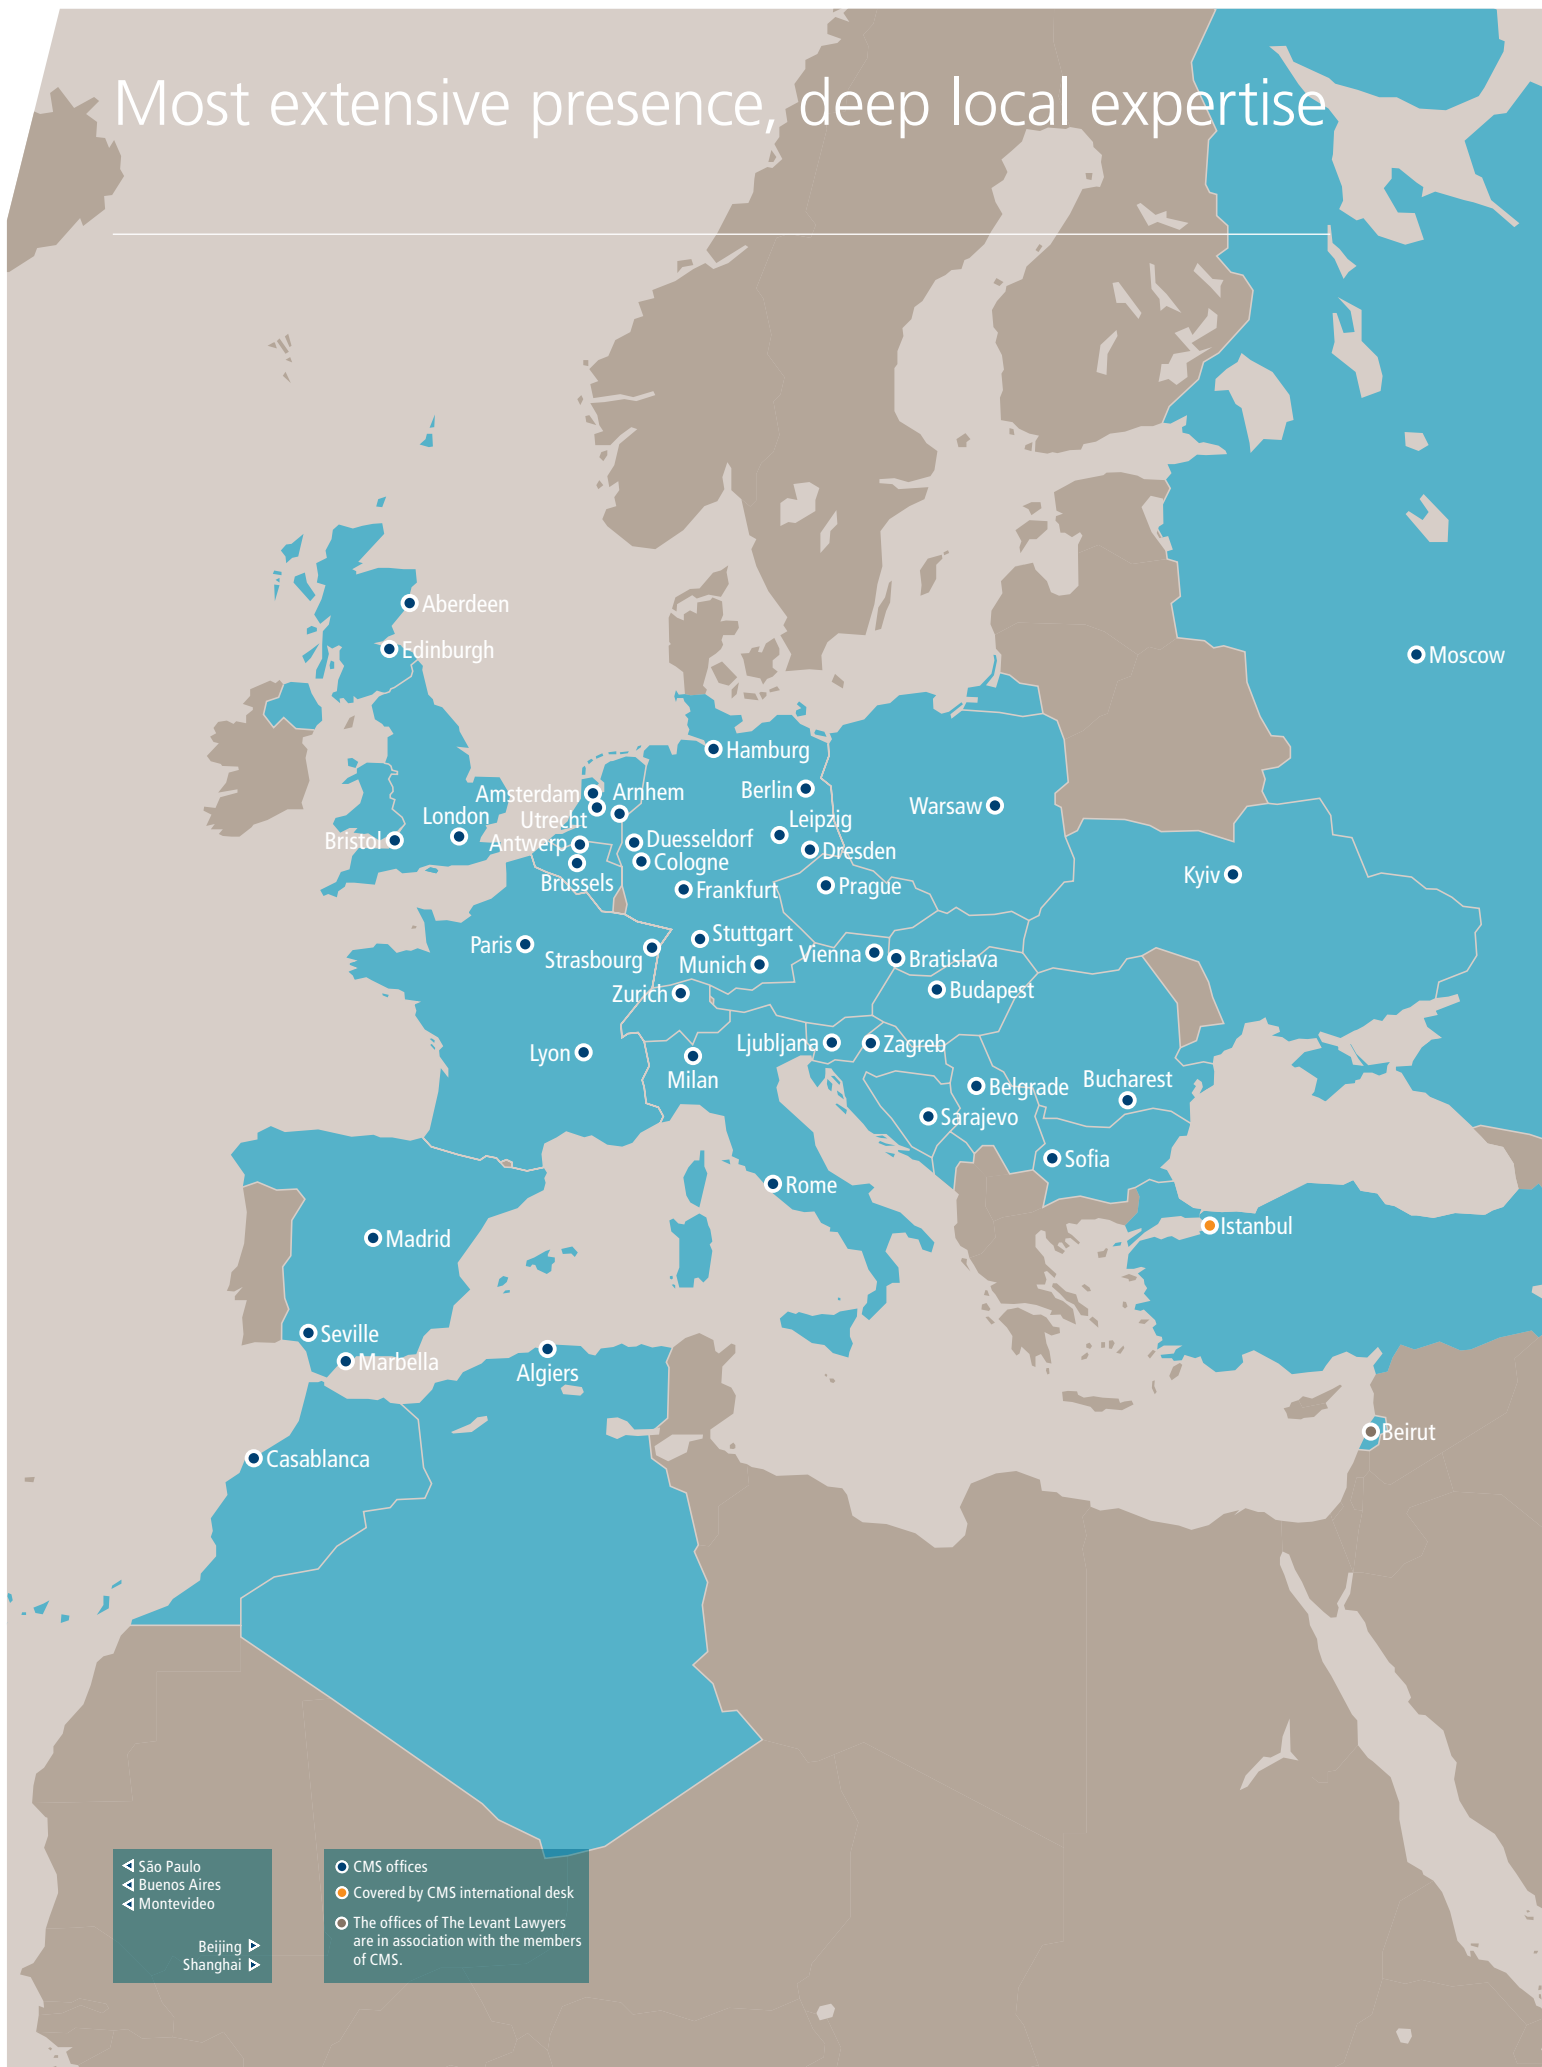 Most extensive presence, deep local expertise
Aberdeen
Edinburgh
Moscow
Hamburg
Berlin
Amsterdam
Arnhem
Warsaw
London
Utrecht
Leipzig
Bristol
Antwerp
Duesseldorf
Dresden
Cologne
Brussels
Frankfurt
Prague
Kyiv
Paris
Strasbourg
Stuttgart
Munich
Vienna
Bratislava
Zurich
Budapest
Lyon
Milan
Ljubljana
Zagreb
Belgrade
Bucharest
Sarajevo
Sofia
Rome
Madrid
Istanbul
Seville
Marbella
Algiers
Casablanca
Beirut
São Paulo
Buenos Aires
Montevideo
Beijing
Shanghai
CMS offices
Covered by CMS international desk
The offices of The Levant Lawyers
are in association with the members
of CMS.